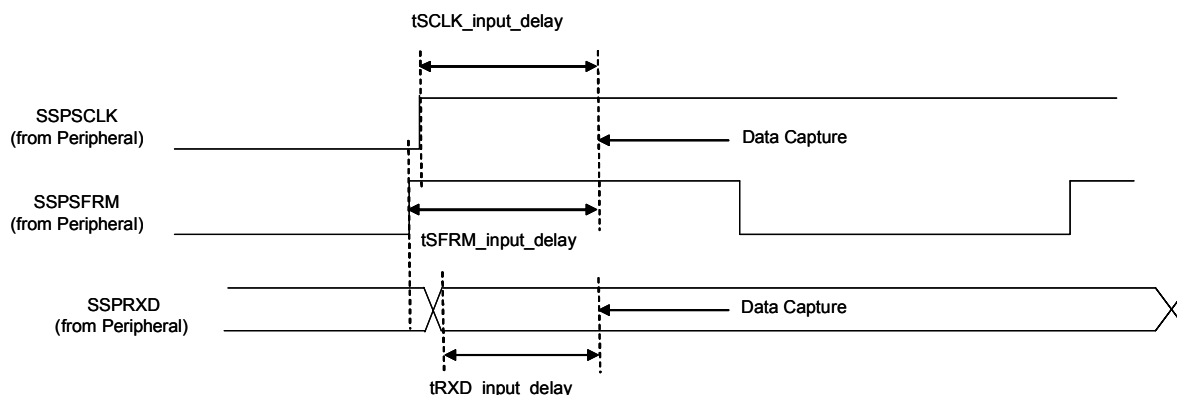 tSCLK_input_delay
SSPSCLK
(from Peripheral)
Data Capture
SSPSFRM
(from Peripheral)
tSFRM_input_delay
SSPRXD
(from Peripheral)
Data Capture
tRXD_input_delay